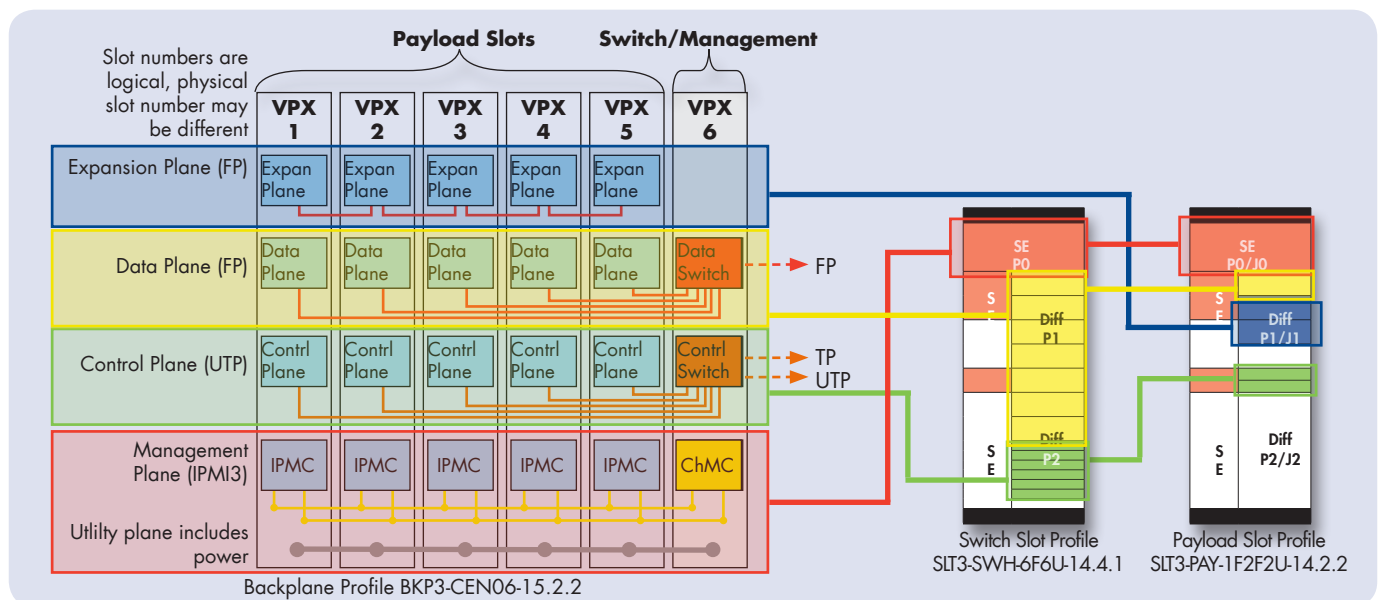 Payload Slots
Switch/Management
Slot numbers are
logical, physical
slot number may
be different
VPX
1
VPX
2
VPX
3
VPX
4
VPX
5
VPX
6
Expansion Plane (FP)
Expan
Plane
Expan
Plane
Expan
Plane
Expan
Plane
Expan
Plane
Data Plane (FP)
Data
Plane
Data
Plane
Data
Plane
Data
Plane
Data
Plane
Data
Switch
FP
Control Plane (UTP)
Contrl
Plane
Contrl
Plane
Contrl
Plane
Contrl
Plane
Contrl
Plane
Contrl
Switch
TP
UTP
Management
Plane (IPMI3)
IPMC
IPMC
IPMC
IPMC
IPMC
ChMC
Utlilty plane includes
power
Backplane Profile BKP3-CEN06-15.2.2
SE
P0
S
E
Diff
P1
S
E
Diff
P2
Switch Slot Profile
SLT3-SWH-6F6U-14.4.1
SE
P0/J0
S
E
Diff
P1/J1
S
E
Diff
P2/J2
Payload Slot Profile
SLT3-PAY-1F2F2U-14.2.2